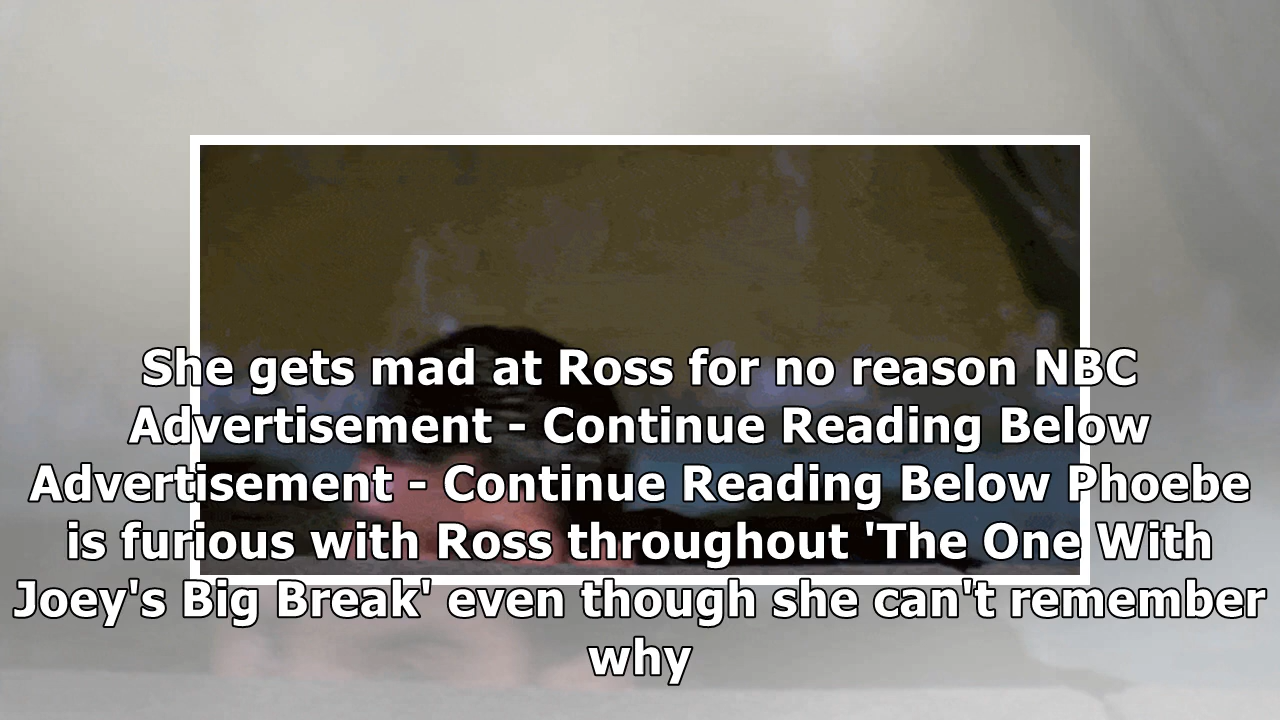 She gets mad at Ross for no reason NBC
Advertisement - Continue Reading Below
Advertisement - Continue Reading Below Phoebe
is furious with Ross throughout 'The One With
Joey's Big Break' even though she can't remember
why